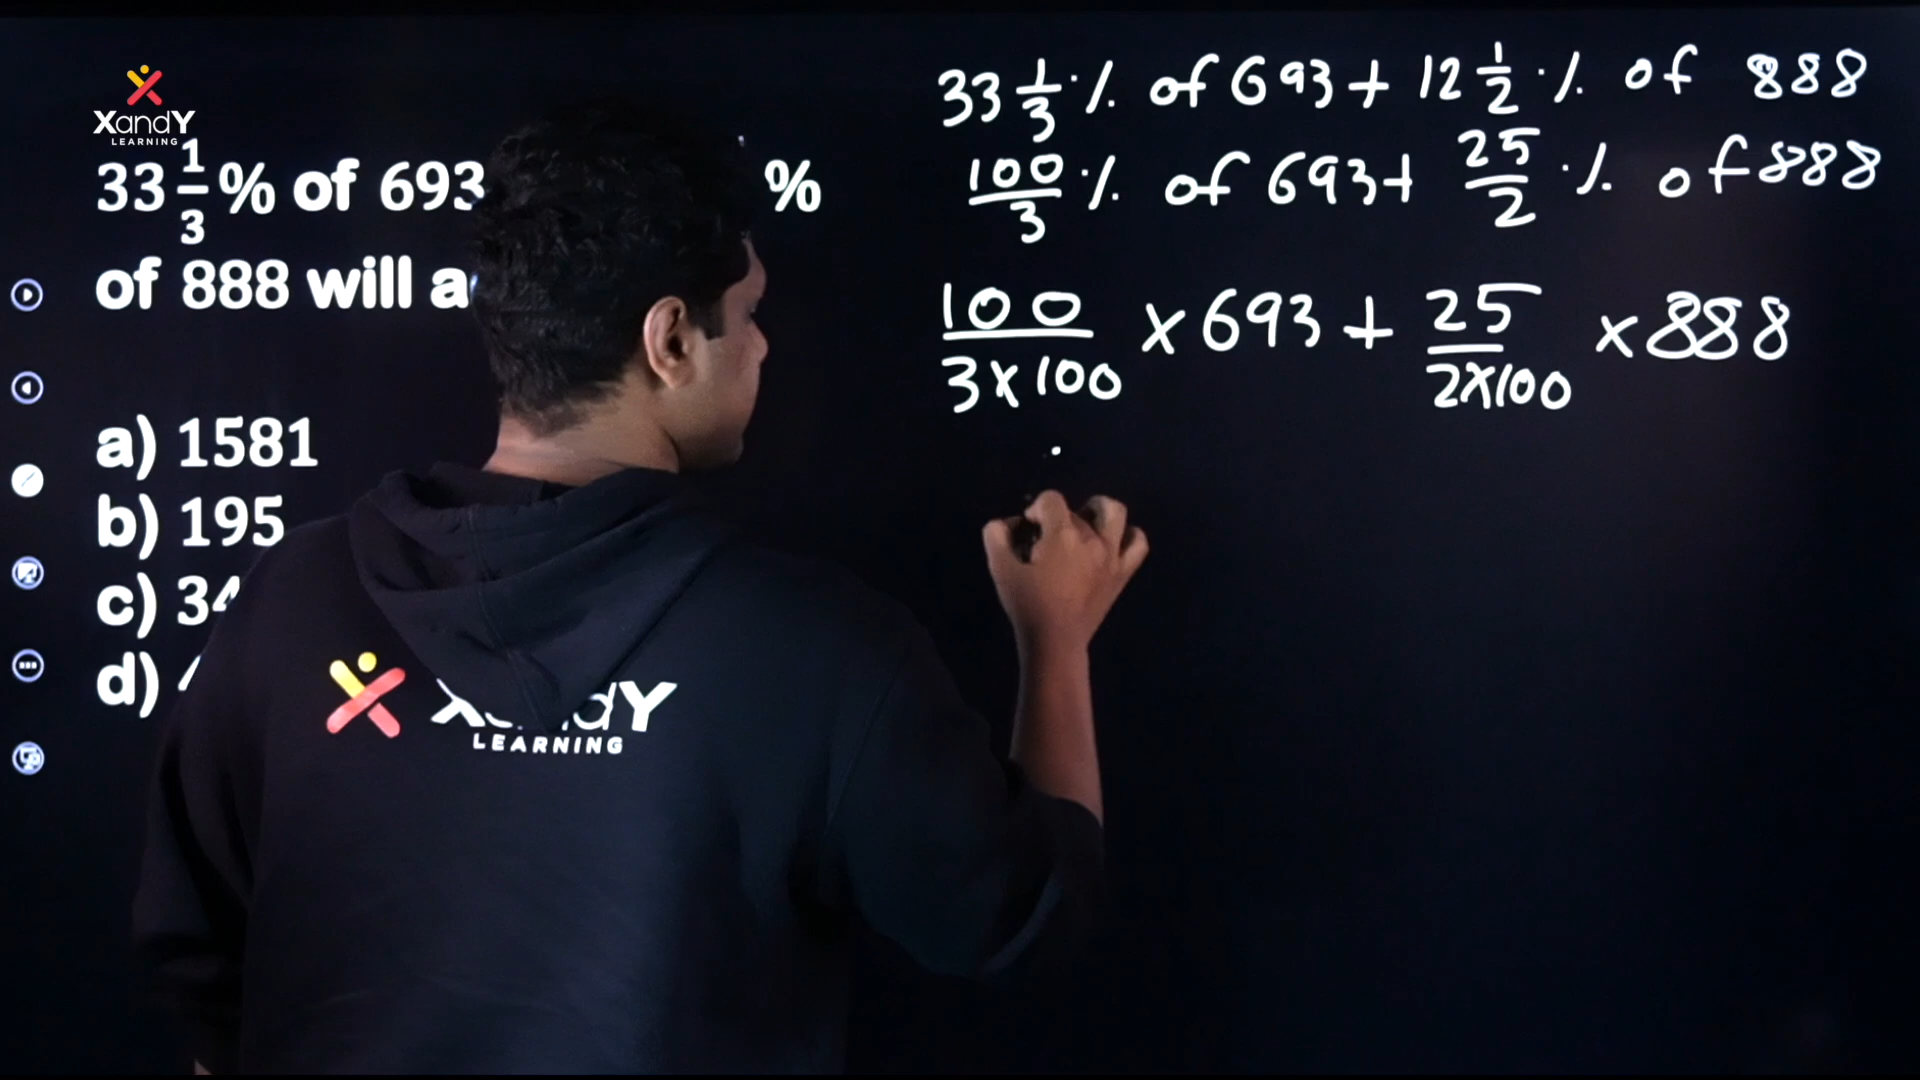 XandY
LEARNING
33 1/3 % of 693 %
of 888 will
a) 1581
b) 195
c) 34
d)
33 1/3 % of 693 + 12 1/2 % of 888
100/3 % of 693 + 25/2 % of 888
100/3×100 ×693 + 25/2×100 ×888
XandY
LEARNING